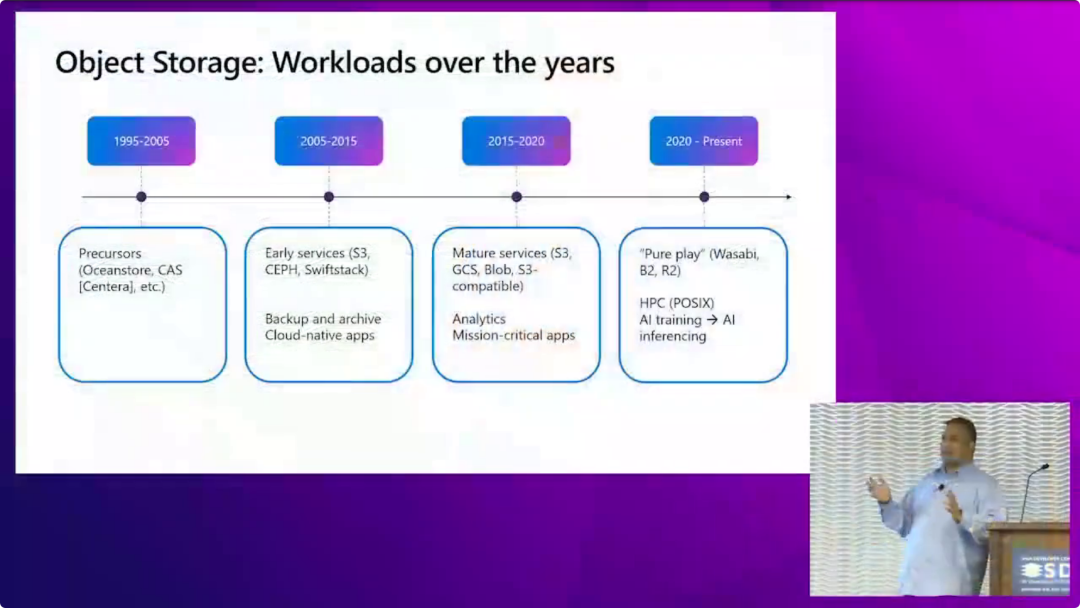 Object Storage: Workloads over the years
1995-2005
2005-2015
2015-2020
2020 - Present
Precursors
(Oceanstore, CAS
[Centera], etc.)
Early services (S3,
CEPH, Swiftstack)
Backup and archive
Cloud-native apps
Mature services (S3,
GCS, Blob, S3-
compatible)
Analytics
Mission-critical apps
"Pure play" (Wasabi,
B2, R2)
HPC (POSIX)
AI training → AI
inferencing
SD